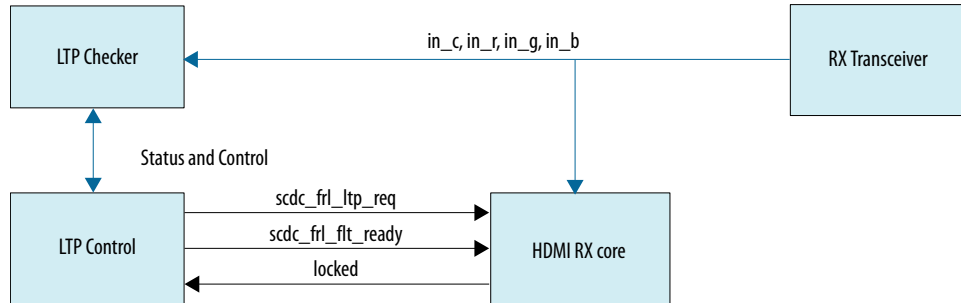 LTP Checker
in_c, in_r, in_g, in_b
RX Transceiver
Status and Control
LTP Control
scdc_frl_ltp_req
scdc_frl_flt_ready
locked
HDMI RX core